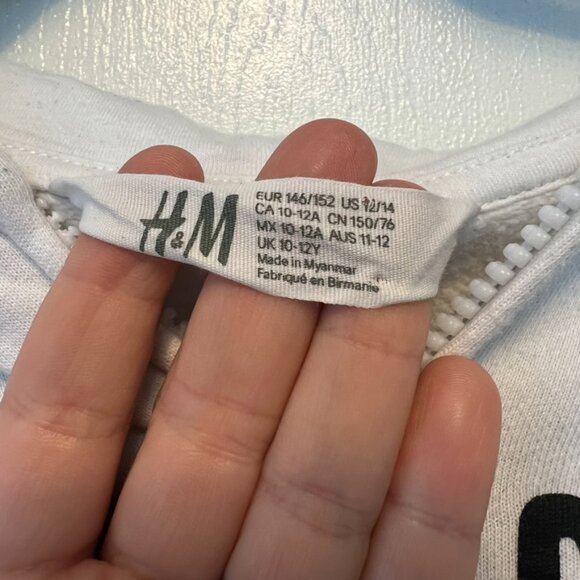 H&M
EUR 146/152 US 12/14
CA 10-12A CN 150/76
MX 10-12A AUS 11-12
UK 10-12Y
Made in Myanmar
Fabriqué en Birmanie